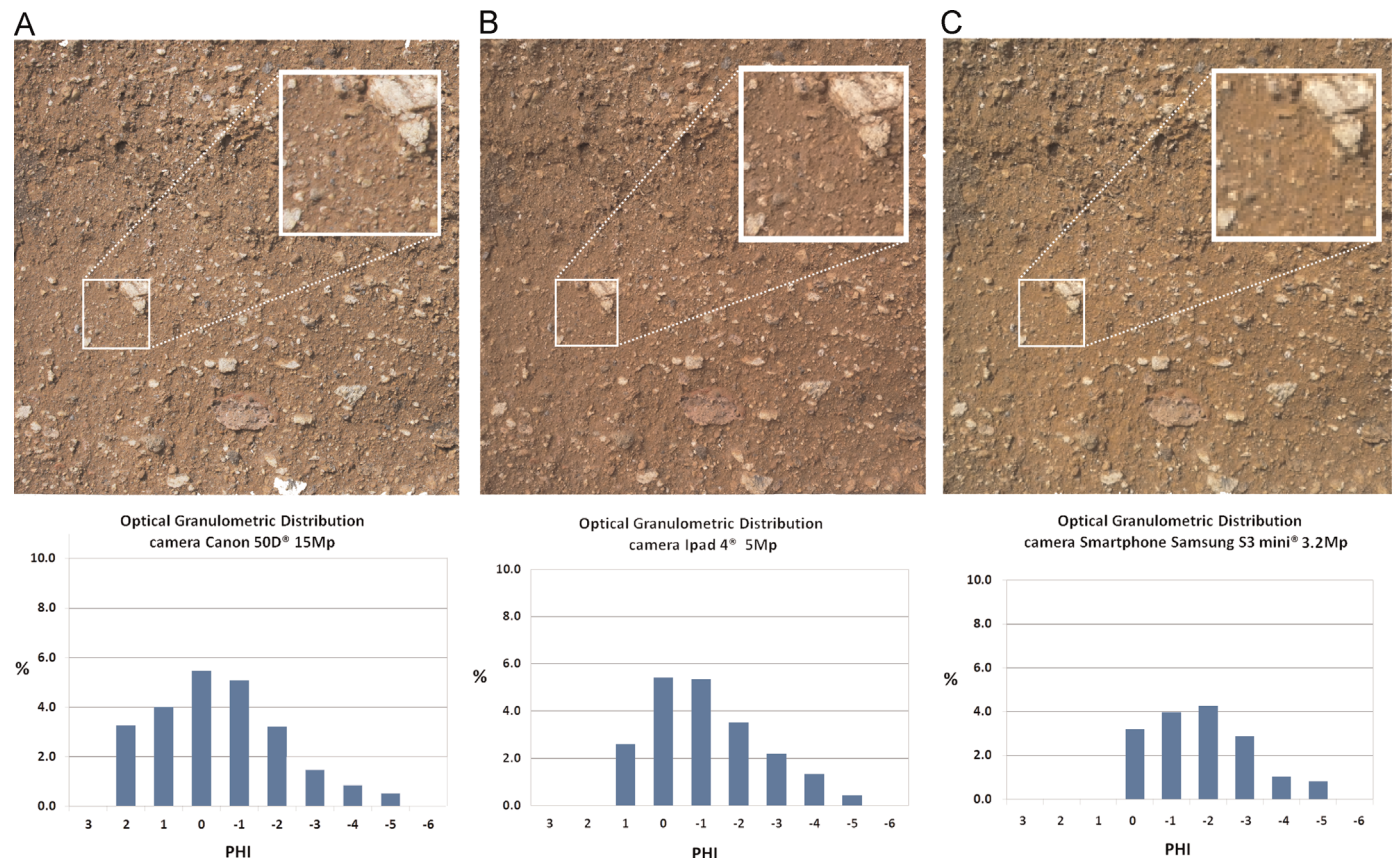 A
B
C
Optical Granulometric Distribution
camera Canon 50D® 15Mp
10.0
8.0
6.0
%
4.0
2.0
0.0
3 2 1 0 -1 -2 -3 -4 -5 -6
PHI
Optical Granulometric Distribution
camera Ipad 4® 5Mp
10.0
8.0
6.0
%
4.0
2.0
0.0
3 2 1 0 -1 -2 -3 -4 -5 -6
PHI
Optical Granulometric Distribution
camera Smartphone Samsung S3 mini® 3.2Mp
10.0
8.0
6.0
%
4.0
2.0
0.0
3 2 1 0 -1 -2 -3 -4 -5 -6
PHI